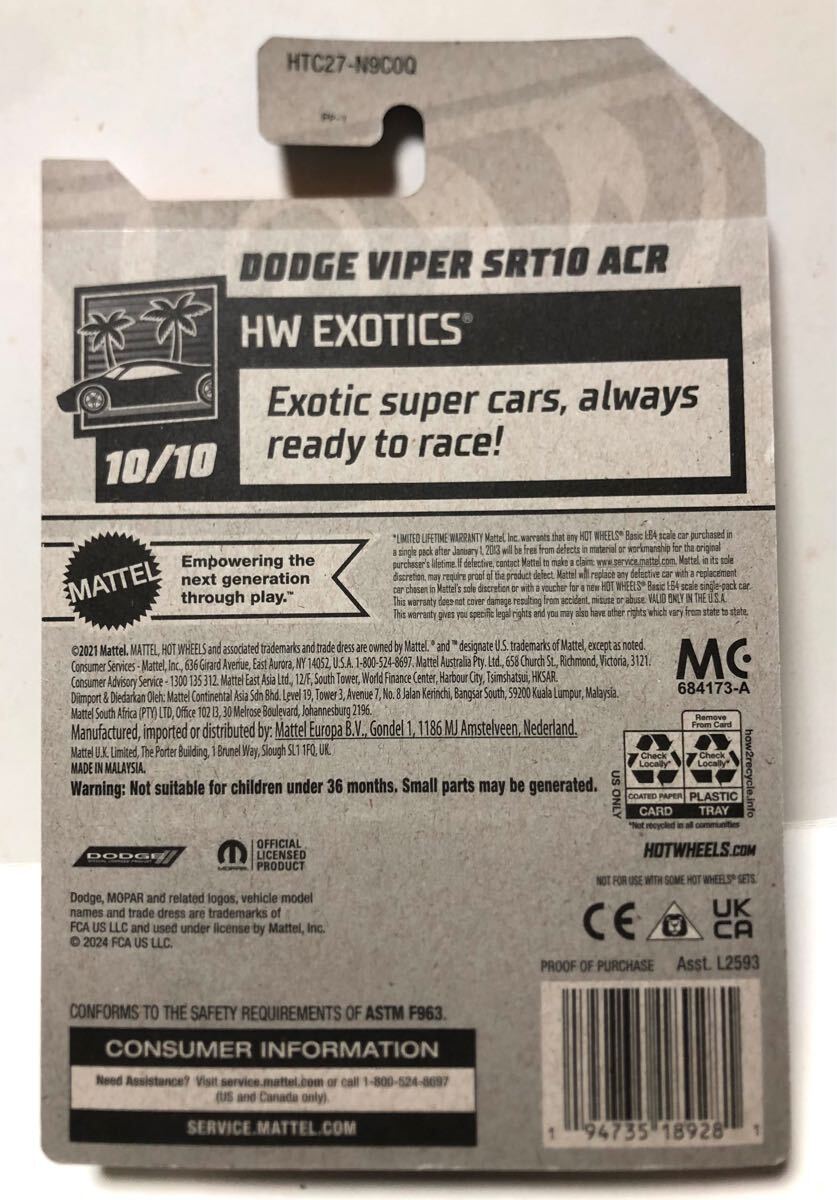 HTC27-N9C0Q
DODGE VIPER SRT10 ACR
HW EXOTICS®
Exotic super cars, always
ready to race!
10/10
MATTEL
Empowering the
next generation
through play.™
*LIMITED LIFETIME WARRANTY Mattel, Inc. warrants that any HOT WHEELS® Basic 1:64 scale car purchased in
a single pack after January 1, 2013 will be free from defects in material or workmanship for the original
purchaser's lifetime. If defective, contact Mattel to make a claim: www.service.mattel.com. Mattel, in its sole
discretion, may require proof of the product defect. Mattel will replace any defective car with a replacement
car chosen in Mattel's sole discretion or with a voucher for a new HOT WHEELS® Basic 1:64 scale single-pack car.
This warranty does not cover damage resulting from accident, misuse or abuse. VALID ONLY IN THE U.S.A.
This warranty gives you specific legal rights and you may also have other rights which vary from state to state.
©2021 Mattel. MATTEL, HOT WHEELS and associated trademarks and trade dress are owned by Mattel. ® and ™ designate U.S. trademarks of Mattel, except as noted.
Consumer Services - Mattel, Inc., 636 Girard Avenue, East Aurora, NY 14052, U.S.A. 1-800-524-8697. Mattel Australia Pty. Ltd., 658 Church St., Richmond, Victoria, 3121.
Consumer Advisory Service - 1300 135 312. Mattel East Asia Ltd., 12/F, South Tower, World Finance Center, Harbour City, Tsimshatsui, HKSAR.
Diimport & Diedarkan Oleh: Mattel Continental Asia Sdn Bhd. Level 19, Tower 3, Avenue 7, No. 8 Jalan Kerinchi, Bangsar South, 59200 Kuala Lumpur, Malaysia.
Mattel South Africa (PTY) LTD, Office 102 I3, 30 Melrose Boulevard, Johannesburg 2196.
Manufactured, imported or distributed by: Mattel Europa B.V., Gondel 1, 1186 MJ Amstelveen, Nederland.
Mattel U.K. Limited, The Porter Building, 1 Brunel Way, Slough SL1 1FQ, UK.
MADE IN MALAYSIA.
Warning: Not suitable for children under 36 months. Small parts may be generated.
MC
684173-A
Remove
From Card
Check
Locally*
Check
Locally*
COATED PAPER
PLASTIC
CARD
TRAY
US ONLY
how2recycle.info
*Not recycled in all communities
HOTWHEELS.COM
NOT FOR USE WITH SOME HOT WHEELS® SETS.
DODGE
MOPAR
OFFICIAL
LICENSED
PRODUCT
Dodge, MOPAR and related logos, vehicle model
names and trade dress are trademarks of
FCA US LLC and used under license by Mattel, Inc.
© 2024 FCA US LLC.
CE
UK
CA
PROOF OF PURCHASE Asst. L2593
CONFORMS TO THE SAFETY REQUIREMENTS OF ASTM F963.
CONSUMER INFORMATION
Need Assistance? Visit service.mattel.com or call 1-800-524-8697
(US and Canada only).
SERVICE.MATTEL.COM
1 94735 18928 1